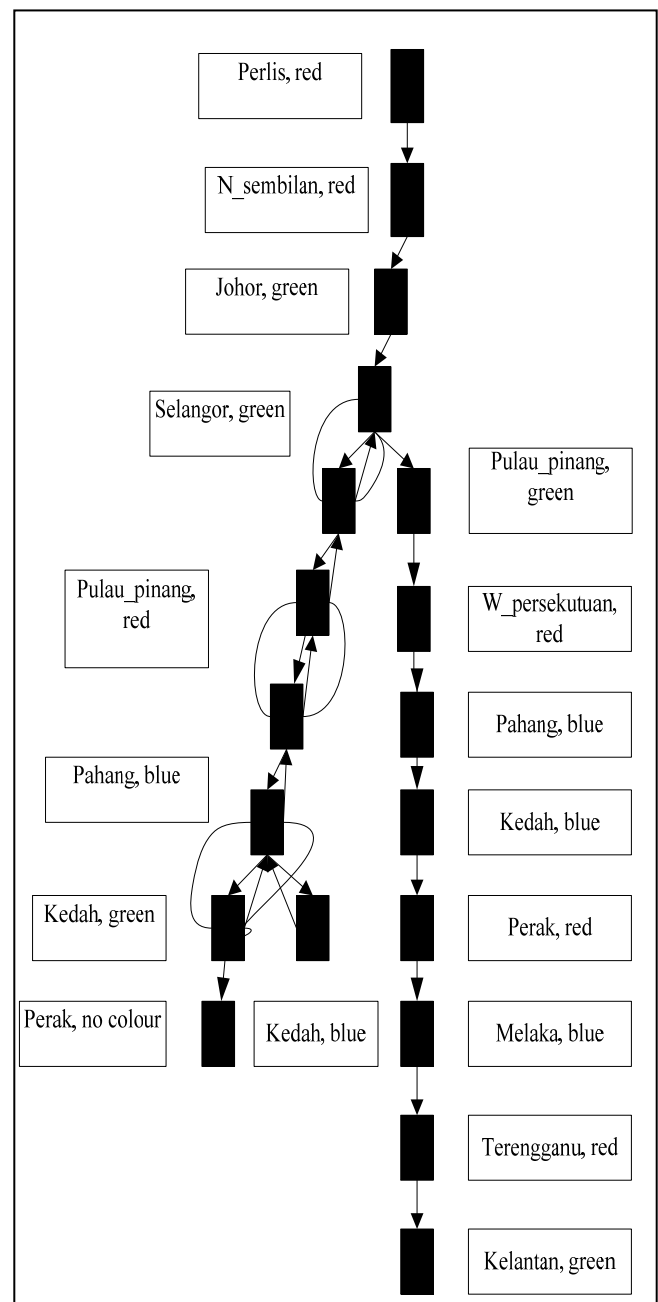 Perlis, red
N_sembilan, red
Johor, green
Selangor, green
Pulau_pinang,
green
Pulau_pinang,
red
W_persekutuan,
red
Pahang, blue
Pahang, blue
Kedah, blue
Kedah, green
Perak, red
Perak, no colour
Kedah, blue
Melaka, blue
Terengganu, red
Kelantan, green